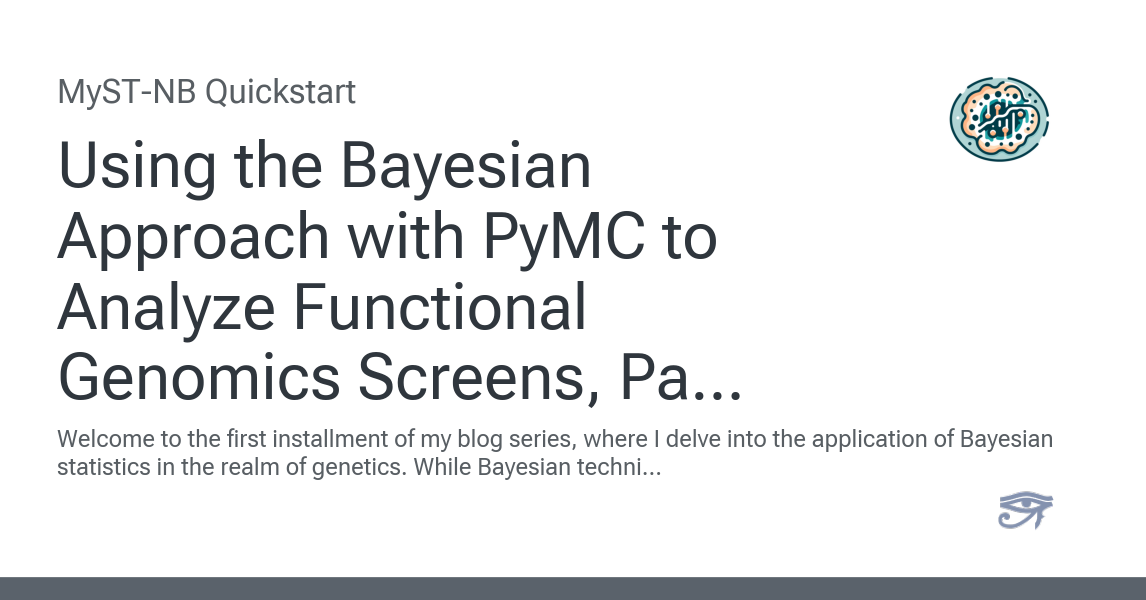 MyST-NB Quickstart
Using the Bayesian
Approach with PyMC to
Analyze Functional
Genomics Screens, Pa...
Welcome to the first installment of my blog series, where I delve into the application of Bayesian
statistics in the realm of genetics. While Bayesian techni...